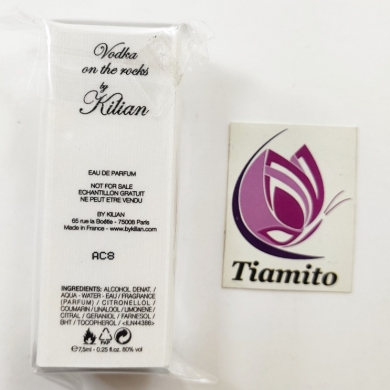 Vodka
on the rocks
by
Kilian
EAU DE PARFUM
NOT FOR SALE
ECHANTILLON GRATUIT
NE PEUT ETRE VENDU
BY KILIAN
65 rue la Boétie - 75008 Paris
Made in France - www.bykilian.com
AC8
INGREDIENTS: ALCOHOL DENAT. /
AQUA - WATER - EAU / FRAGRANCE
(PARFUM) / CITRONELLOL /
COUMARIN / LINALOOL / LIMONENE /
CITRAL / GERANIOL / FARNESOL /
BHT / TOCOPHEROL / <ILN44386>
PAP
e 7,5ml - 0.25 fl.oz. 80% vol
Tiamito